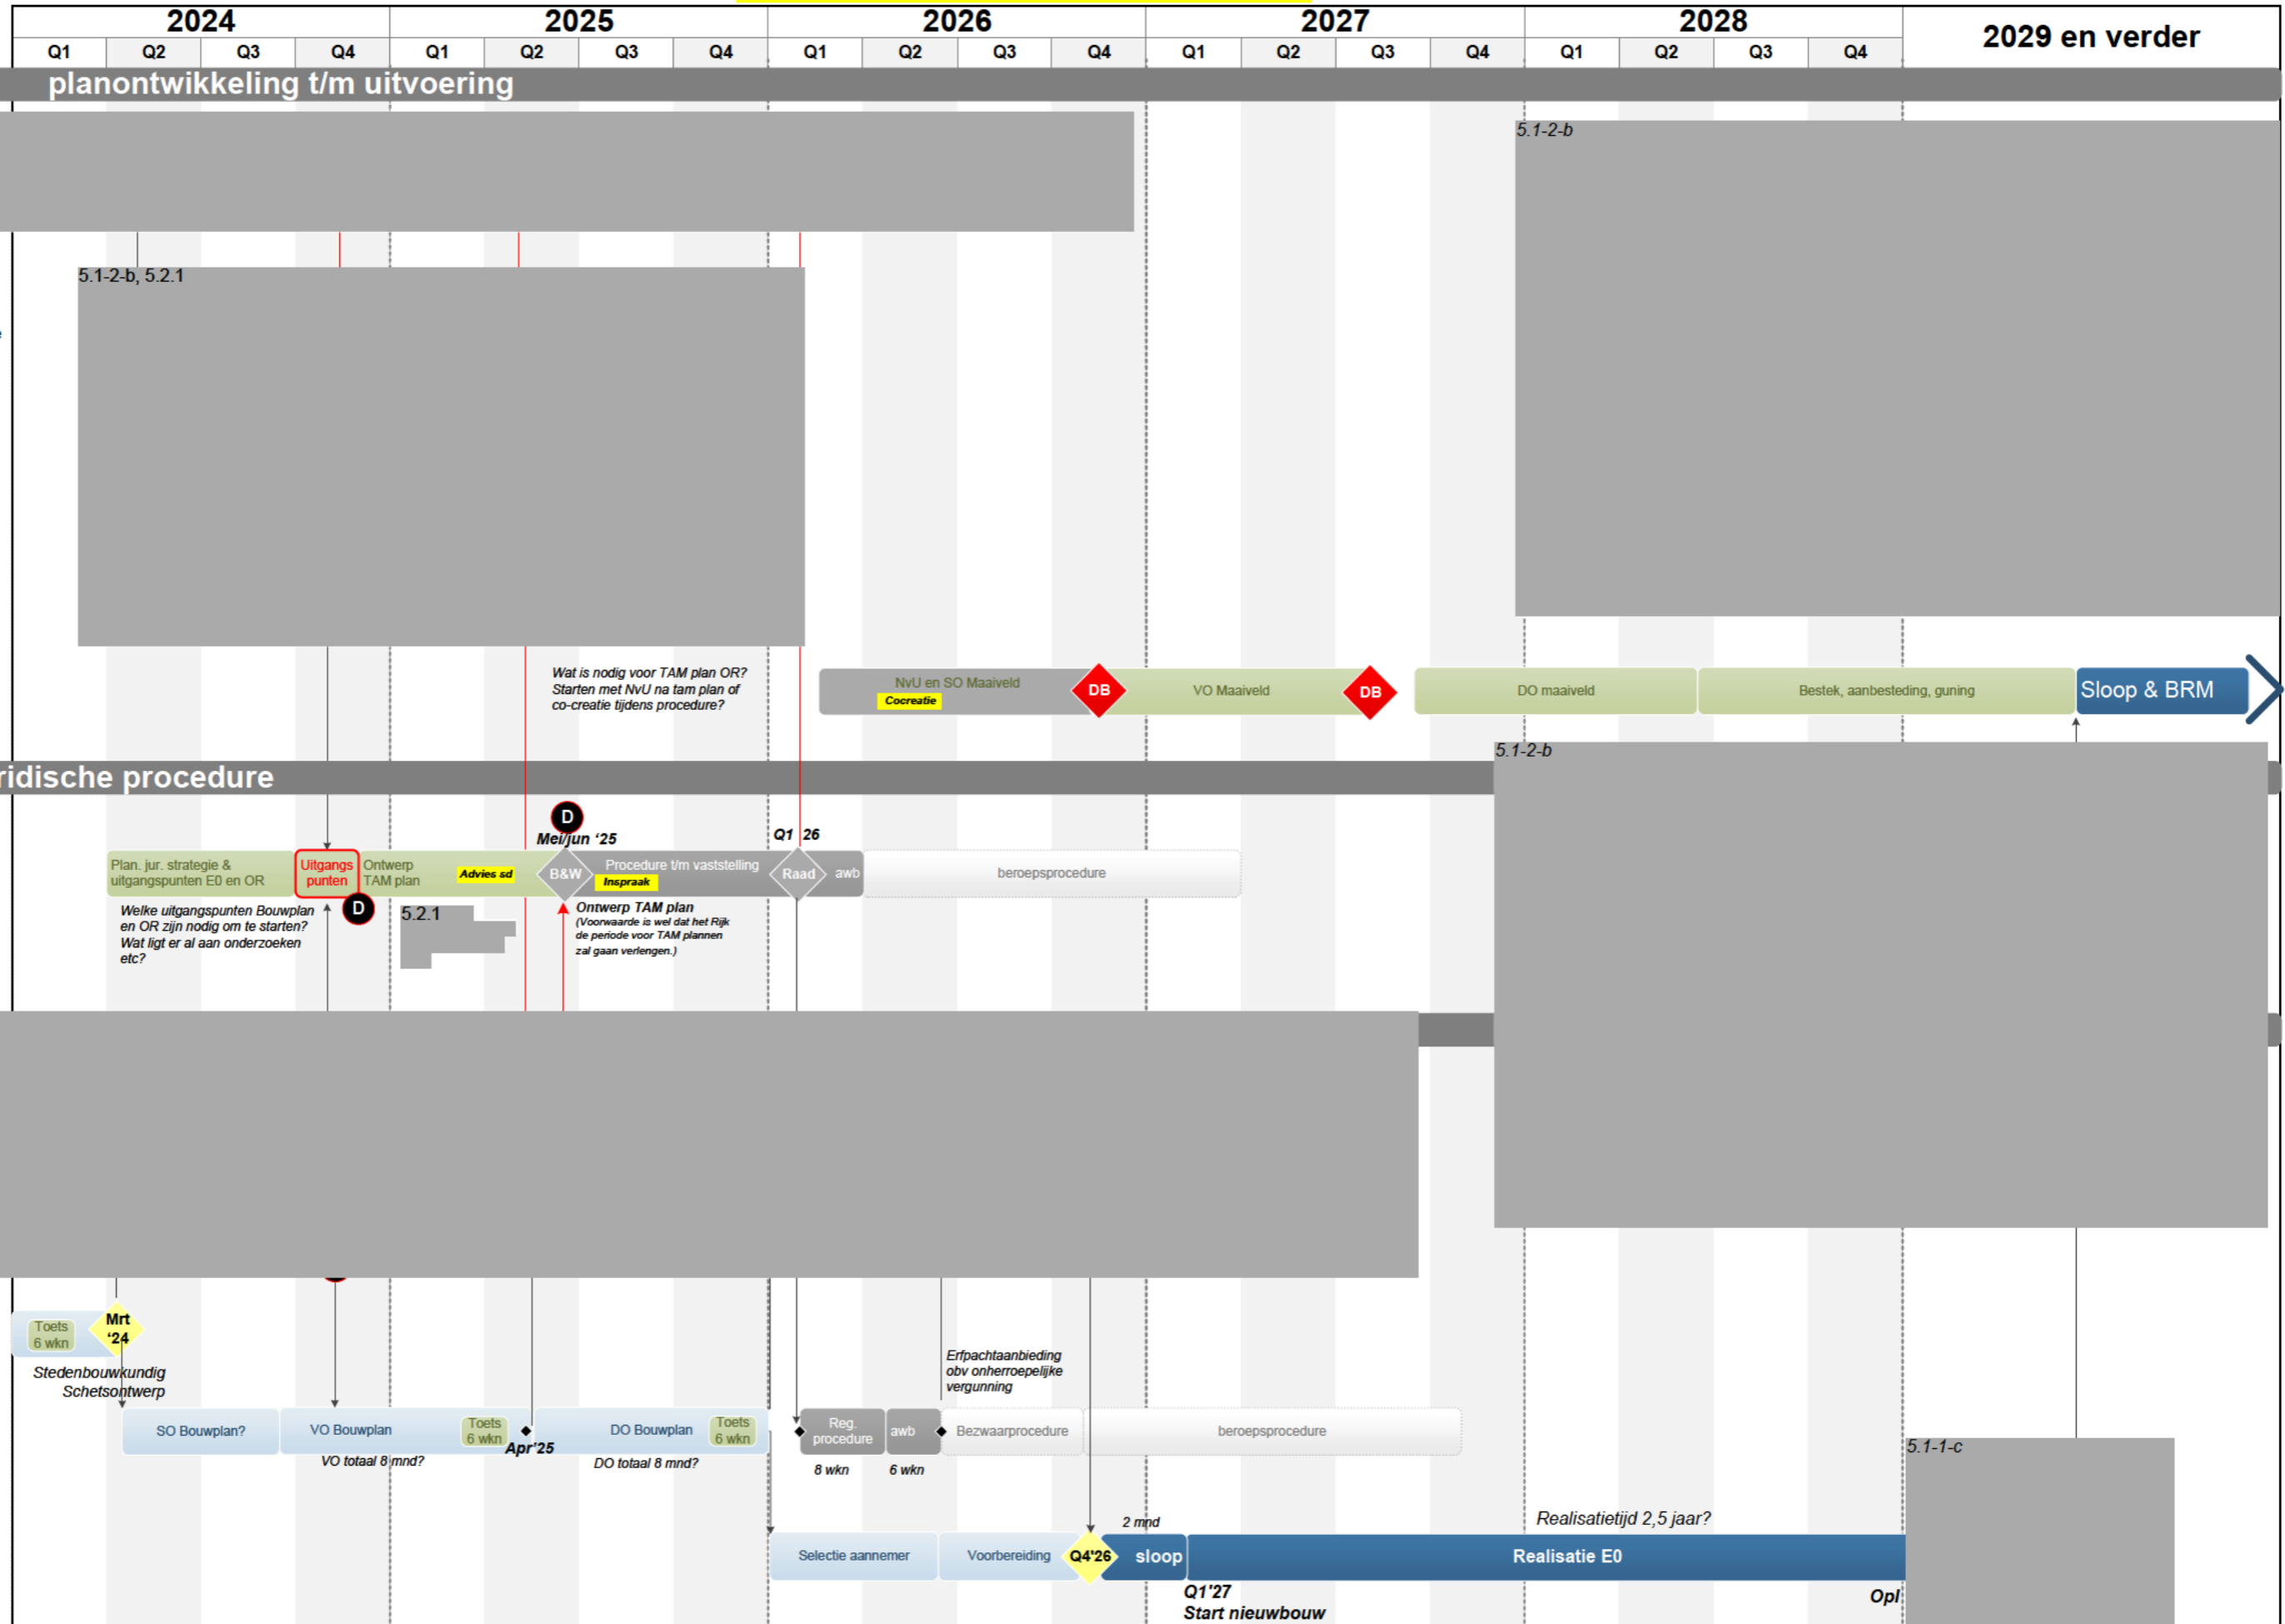 2024 2025 2026 2027 2028 2029 en verder
Q1 Q2 Q3 Q4 Q1 Q2 Q3 Q4 Q1 Q2 Q3 Q4 Q1 Q2 Q3 Q4 Q1 Q2 Q3 Q4
planontwikkeling t/m uitvoering
5.1-2-b
5.1-2-b, 5.2.1
Wat is nodig voor TAM plan OR?
Starten met NvU na tam plan of
co-creatie tijdens procedure?
NvU en SO Maaiveld
Cocreatie
DB
VO Maaiveld
DB
DO maaiveld
Bestek, aanbesteding, guning
Sloop & BRM
5.1-2-b
ridische procedure
D
Mei/jun ‘25
Q1 26
Plan. jur. strategie &
uitgangspunten E0 en OR
Uitgangs
punten
Ontwerp
TAM plan
Advies sd
B&W
Procedure t/m vaststelling
Inspraak
Raad
awb
beroepsprocedure
D
Welke uitgangspunten Bouwplan
en OR zijn nodig om te starten?
Wat ligt er al aan onderzoeken
etc?
5.2.1
Ontwerp TAM plan
(Voorwaarde is wel dat het Rijk
de periode voor TAM plannen
zal gaan verlengen.)
Toets
6 wkn
Mrt
‘24
Stedenbouwkundig
Schetsontwerp
Erfpachtaanbieding
obv onherroepelijke
vergunning
SO Bouwplan?
VO Bouwplan
Toets
6 wkn
Apr’25
DO Bouwplan
Toets
6 wkn
Reg.
procedure
awb
Bezwaarprocedure
beroepsprocedure
VO totaal 8 mnd?
DO totaal 8 mnd?
8 wkn
6 wkn
5.1-1-c
2 mnd
Realisatietijd 2,5 jaar?
Selectie aannemer
Voorbereiding
Q4'26
sloop
Realisatie E0
Q1'27
Start nieuwbouw
Opl